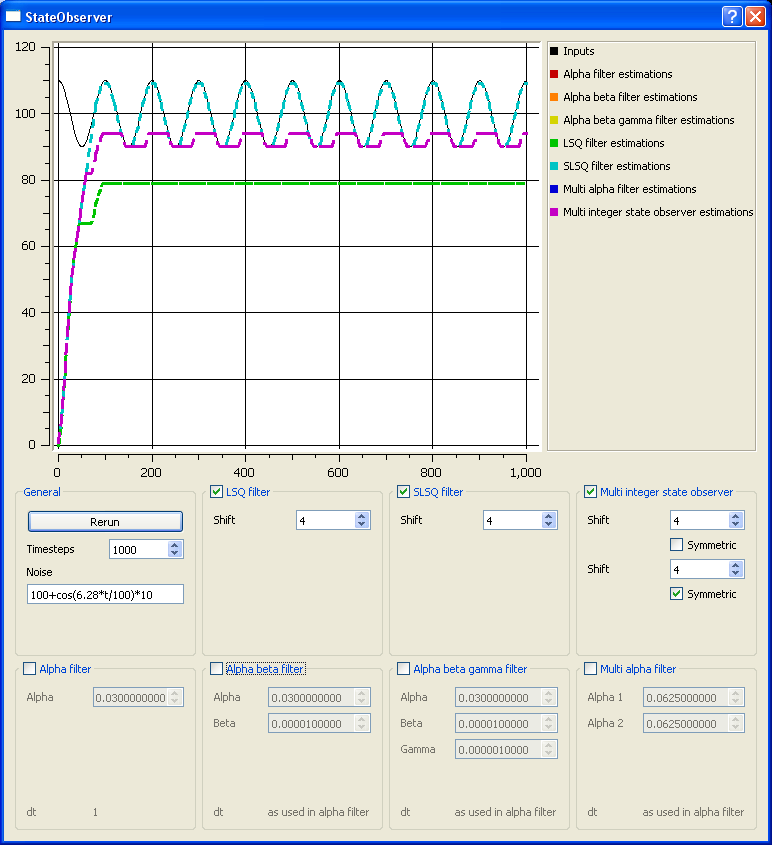 StateObserver
120
100
80
60
40
20
0
0 200 400 600 800 1,000
Inputs
Alpha filter estimations
Alpha beta filter estimations
Alpha beta gamma filter estimations
LSQ filter estimations
SLSQ filter estimations
Multi alpha filter estimations
Multi integer state observer estimations
General
Rerun
Timesteps 1000
Noise
100+cos(6.28*t/100)*10
LSQ filter
Shift 4
SLSQ filter
Shift 4
Multi integer state observer
Shift 4
Symmetric
Shift 4
Symmetric
Alpha filter
Alpha 0.0300000000
dt 1
Alpha beta filter
Alpha 0.0300000000
Beta 0.0000100000
dt as used in alpha filter
Alpha beta gamma filter
Alpha 0.0300000000
Beta 0.0000100000
Gamma 0.0000010000
dt as used in alpha filter
Multi alpha filter
Alpha 1 0.0625000000
Alpha 2 0.0625000000
dt as used in alpha filter